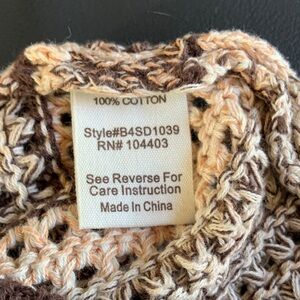 100% COTTON
Style#B4SD1039
RN# 104403
See Reverse For
Care Instruction
Made In China